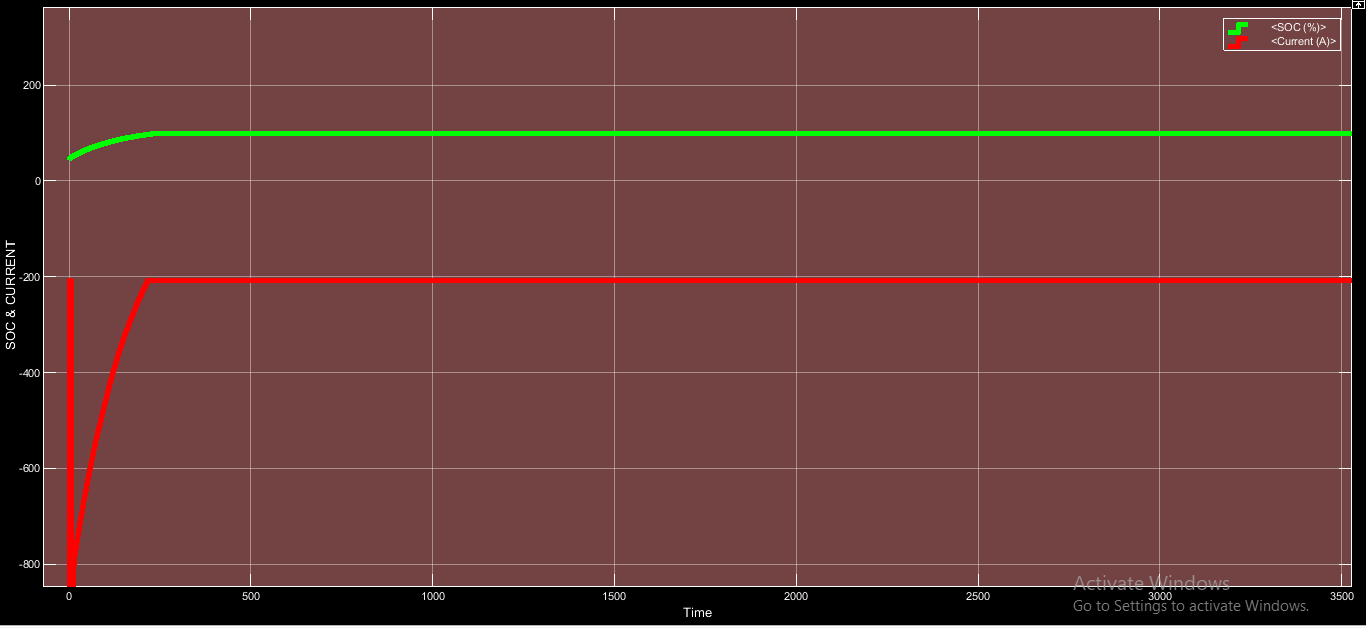 <SOC (%)>
<Current (A)>
200
0
-200
-400
-600
-800
SOC & CURRENT
0 500 1000 1500 2000 2500 3000 3500
Time
Activate Windows
Go to Settings to activate Windows.